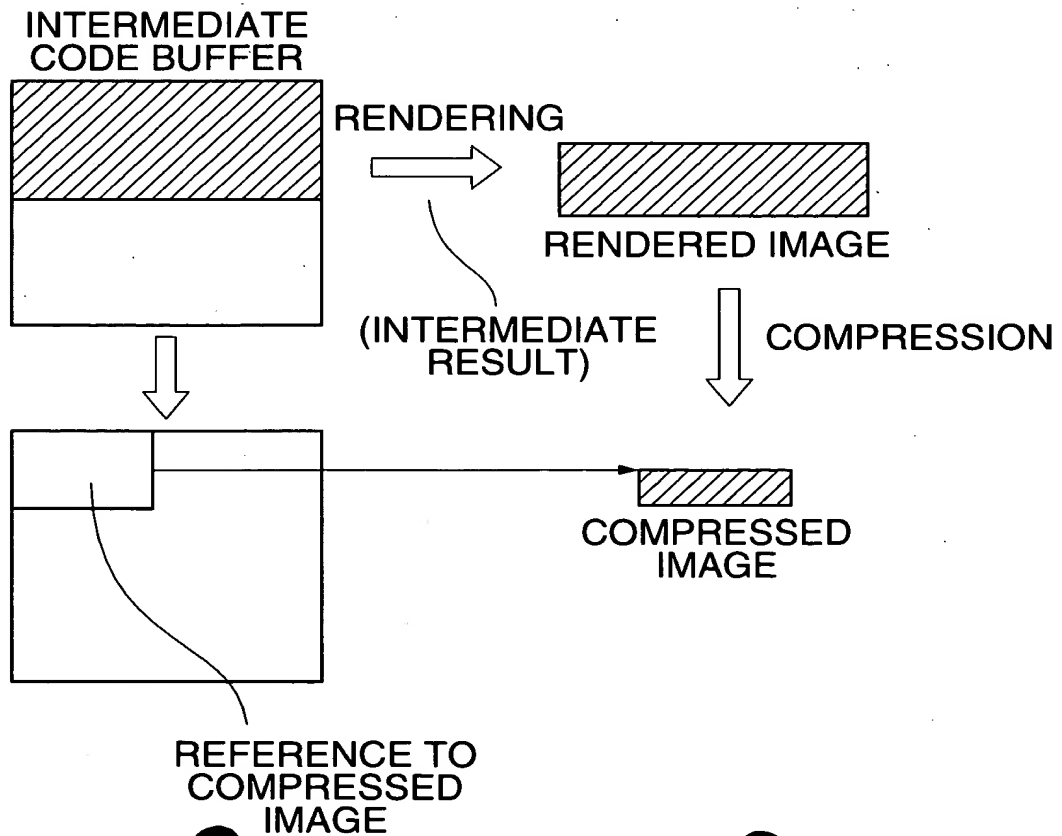 INTERMEDIATE
CODE BUFFER
RENDERING
RENDERED IMAGE
(INTERMEDIATE
RESULT)
COMPRESSION
COMPRESSED
IMAGE
REFERENCE TO
COMPRESSED
IMAGE